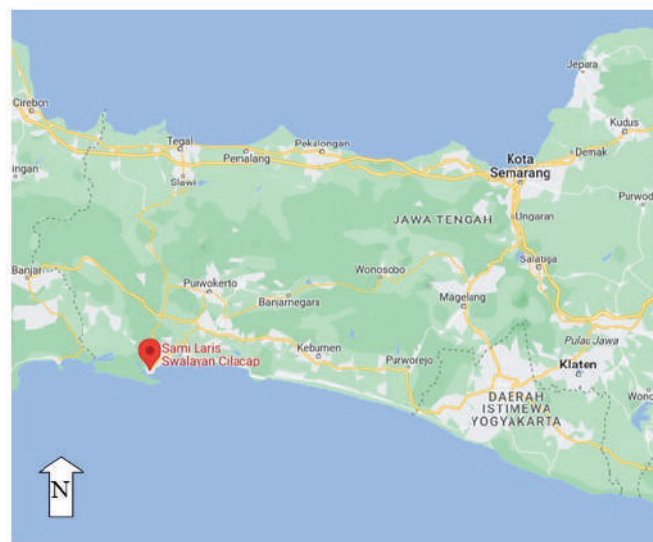 Jepara
Cirebon
Kudus
Tegal
Pemalang
Pekalongan
Demak
Kota
Semarang
Slawi
ingan
Purwod
Ungaran
JAWA TENGAH
Salatiga
Banjar
Wonosobo
Purwokerto
Banjarnegara
Magelang
Pulau Jawa
Sami Laris
Swalayan Cilacap
Kebumen
Purworejo
Klaten
DAERAH
ISTIMEWA
YOGYAKARTA
Wono
N